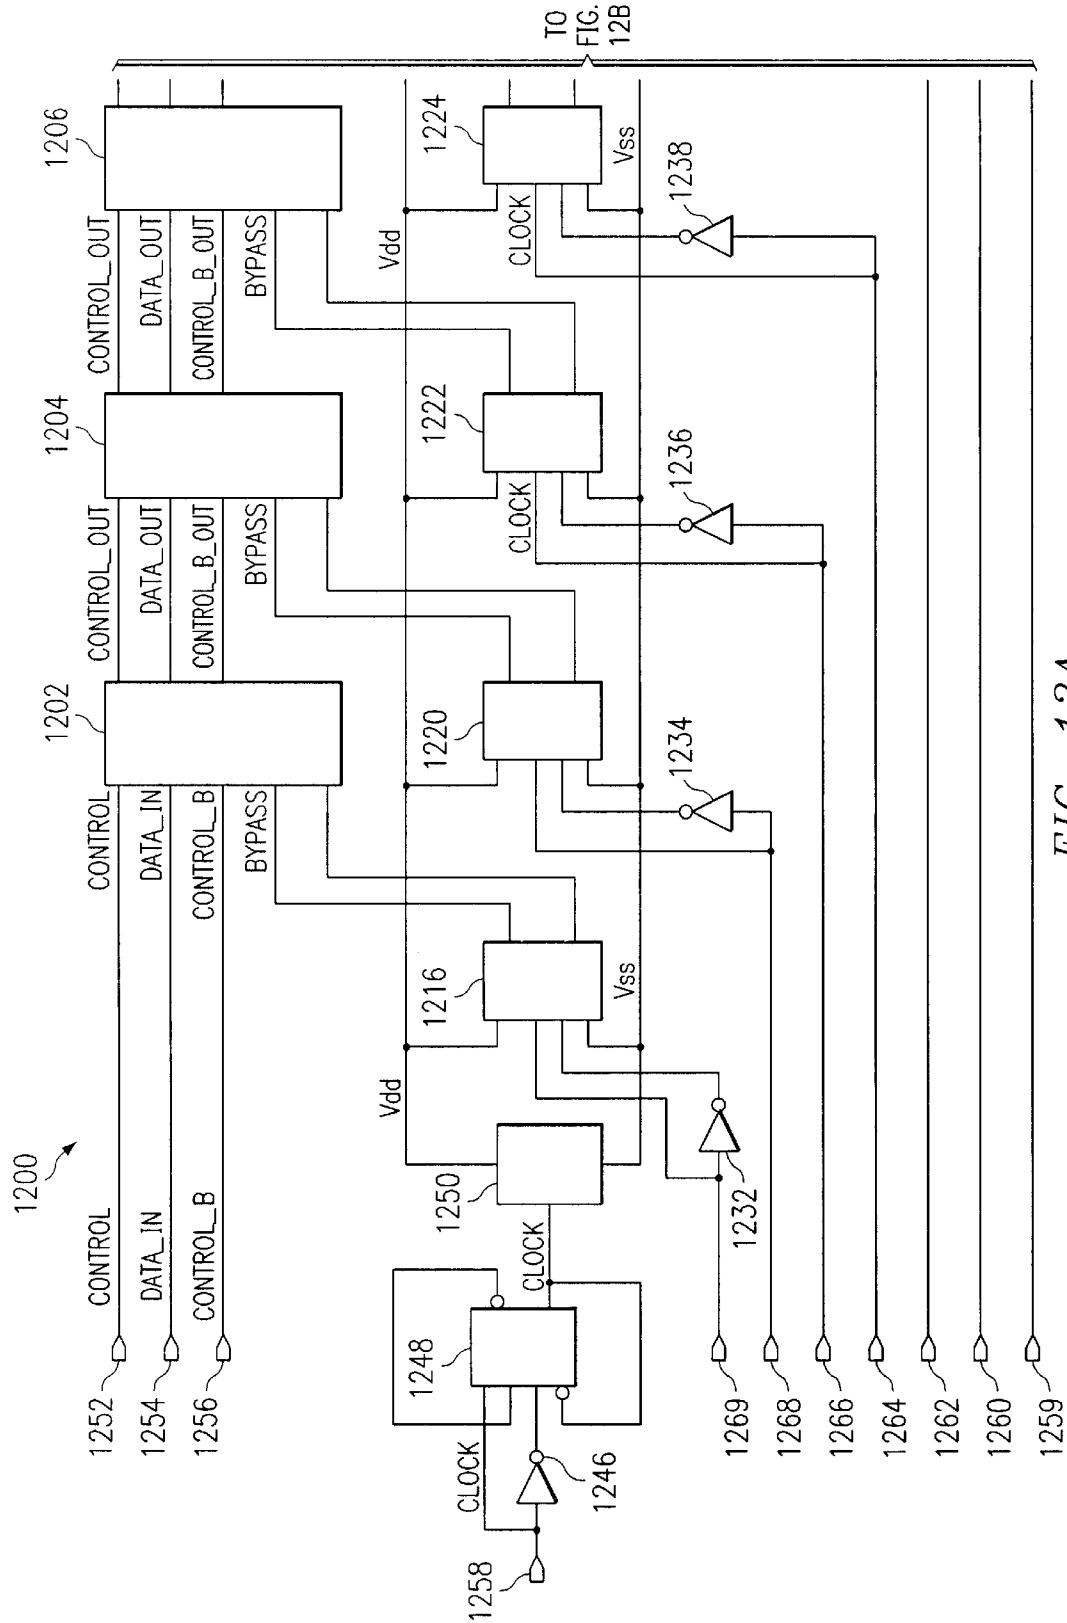 1200
1202
1204
1206
1252
CONTROL
CONTROL
CONTROL_OUT
CONTROL_OUT
1254
DATA_IN
DATA_IN
DATA_OUT
DATA_OUT
1256
CONTROL_B
CONTROL_B
CONTROL_B_OUT
CONTROL_B_OUT
BYPASS
BYPASS
BYPASS
Vdd
Vdd
1248
1250
1216
1220
1222
1224
CLOCK
1258
CLOCK
CLOCK
CLOCK
1246
Vss
Vss
1234
1236
1238
1232
1269
1268
1266
1264
1262
1260
1259
TO
FIG.
12B